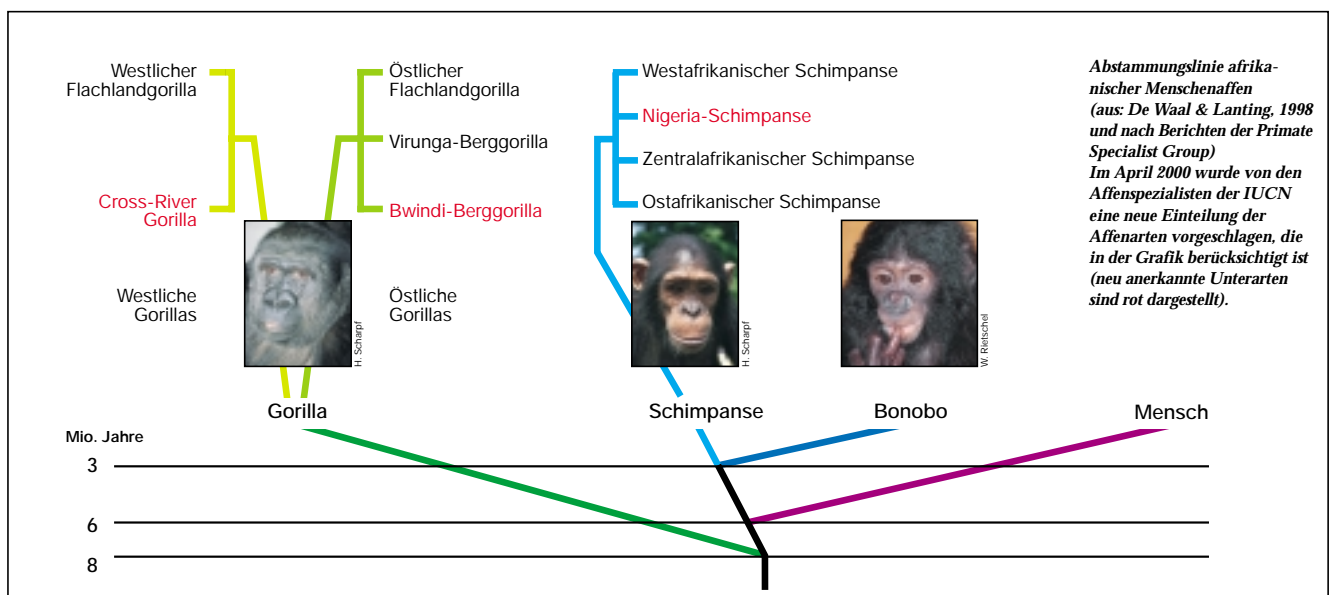 Westlicher
Flachlandgorilla
Cross-River
Gorilla
Westliche
Gorillas
Östlicher
Flachlandgorilla
Virunga-Berggorilla
Bwindi-Berggorilla
Östliche
Gorillas
H. Scharpf
Westafrikanischer Schimpanse
Nigeria-Schimpanse
Zentralafrikanischer Schimpanse
Ostafrikanischer Schimpanse
H. Scharpf
W. Rietschel
Abstammungslinie afrika-
nischer Menschenaffen
(aus: De Waal & Lanting, 1998
und nach Berichten der Primate
Specialist Group)
Im April 2000 wurde von den
Affenspezialisten der IUCN
eine neue Einteilung der
Affenarten vorgeschlagen, die
in der Grafik berücksichtigt ist
(neu anerkannte Unterarten
sind rot dargestellt).
Gorilla
Schimpanse
Bonobo
Mensch
Mio. Jahre
3
6
8